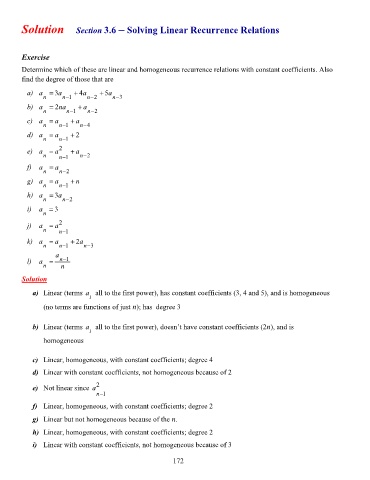 Solution Section 3.6 – Solving Linear Recurrence Relations
Exercise
Determine which of these are linear and homogeneous recurrence relations with constant coefficients. Also
find the degree of those that are
a) a_n = 3a_{n−1} + 4a_{n−2} + 5a_{n−3}
b) a_n = 2na_{n−1} + a_{n−2}
c) a_n = a_{n−1} + a_{n−4}
d) a_n = a_{n−1} + 2
e) a_n = a²_{n−1} + a_{n−2}
f) a_n = a_{n−2}
g) a_n = a_{n−1} + n
h) a_n = 3a_{n−2}
i) a_n = 3
j) a_n = a²_{n−1}
k) a_n = a_{n−1} + 2a_{n−3}
l) a_n = a_{n−1}/n
Solution
a) Linear (terms a_i all to the first power), has constant coefficients (3, 4 and 5), and is homogeneous
(no terms are functions of just n); has degree 3
b) Linear (terms a_i all to the first power), doesn't have constant coefficients (2n), and is
homogeneous
c) Linear, homogeneous, with constant coefficients; degree 4
d) Linear with constant coefficients, not homogeneous because of 2
e) Not linear since a²_{n−1}
f) Linear, homogeneous, with constant coefficients; degree 2
g) Linear but not homogeneous because of the n.
h) Linear, homogeneous, with constant coefficients; degree 2
i) Linear with constant coefficients, not homogeneous because of 3
172